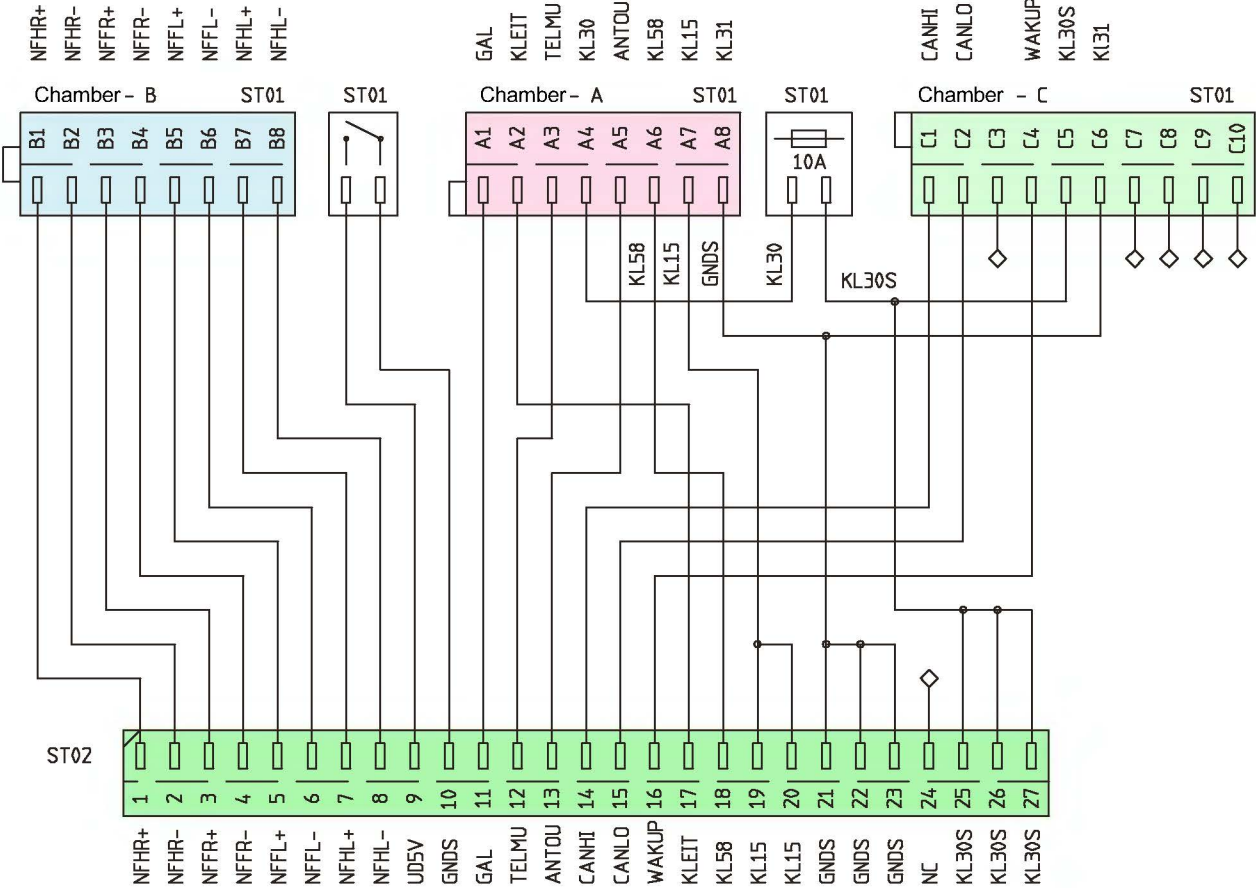 NFHR+ NFHR- NFFR+ NFFR- NFFL+ NFFL- NFHL+ NFHL- GAL KLEIT TELMU KL30 ANTOU KL58 KL15 KL31 CANHI CANLO WAKUP KL30S Kl31
Chamber - B ST01 ST01 Chamber - A ST01 ST01 Chamber - C ST01
B1 B2 B3 B4 B5 B6 B7 B8 A1 A2 A3 A4 A5 A6 A7 A8 C1 C2 C3 C4 C5 C6 C7 C8 C9 C10
10A
KL58 KL15 GNDS KL30 KL30S
ST02
1 2 3 4 5 6 7 8 9 10 11 12 13 14 15 16 17 18 19 20 21 22 23 24 25 26 27
NFHR+ NFHR- NFFR+ NFFR- NFFL+ NFFL- NFHL+ NFHL- UD5V GNDS GAL TELMU ANTOU CANHI CANLO WAKUP KLEIT KL58 KL15 KL15 GNDS GNDS GNDS NC KL30S KL30S KL30S